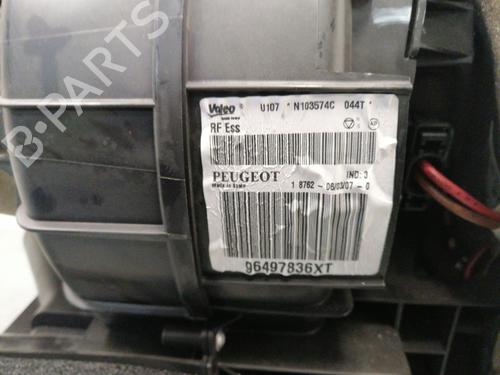 B-PARTS
Valeo U107 * N103574C 044T *
RF Ess
PEUGEOT IND: 3
Made in Spain 1 8762 - 06/03/07 - 0
96497836XT